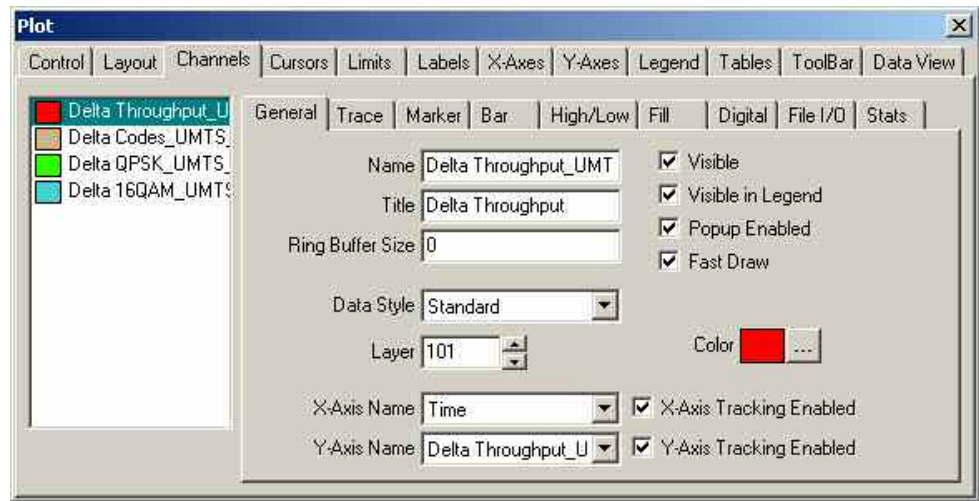 Plot
Control Layout Channels Cursors Limits Labels X-Axes Y-Axes Legend Tables ToolBar Data View
Delta Throughput_U
Delta Codes_UMTS_
Delta QPSK_UMTS_
Delta 16QAM_UMTS
General Trace Marker Bar High/Low Fill Digital File I/O Stats
Name Delta Throughput_UMT
Title Delta Throughput
Ring Buffer Size 0
Visible
Visible in Legend
Popup Enabled
Fast Draw
Data Style Standard
Layer 101
Color ...
X-Axis Name Time X-Axis Tracking Enabled
Y-Axis Name Delta Throughput_U Y-Axis Tracking Enabled